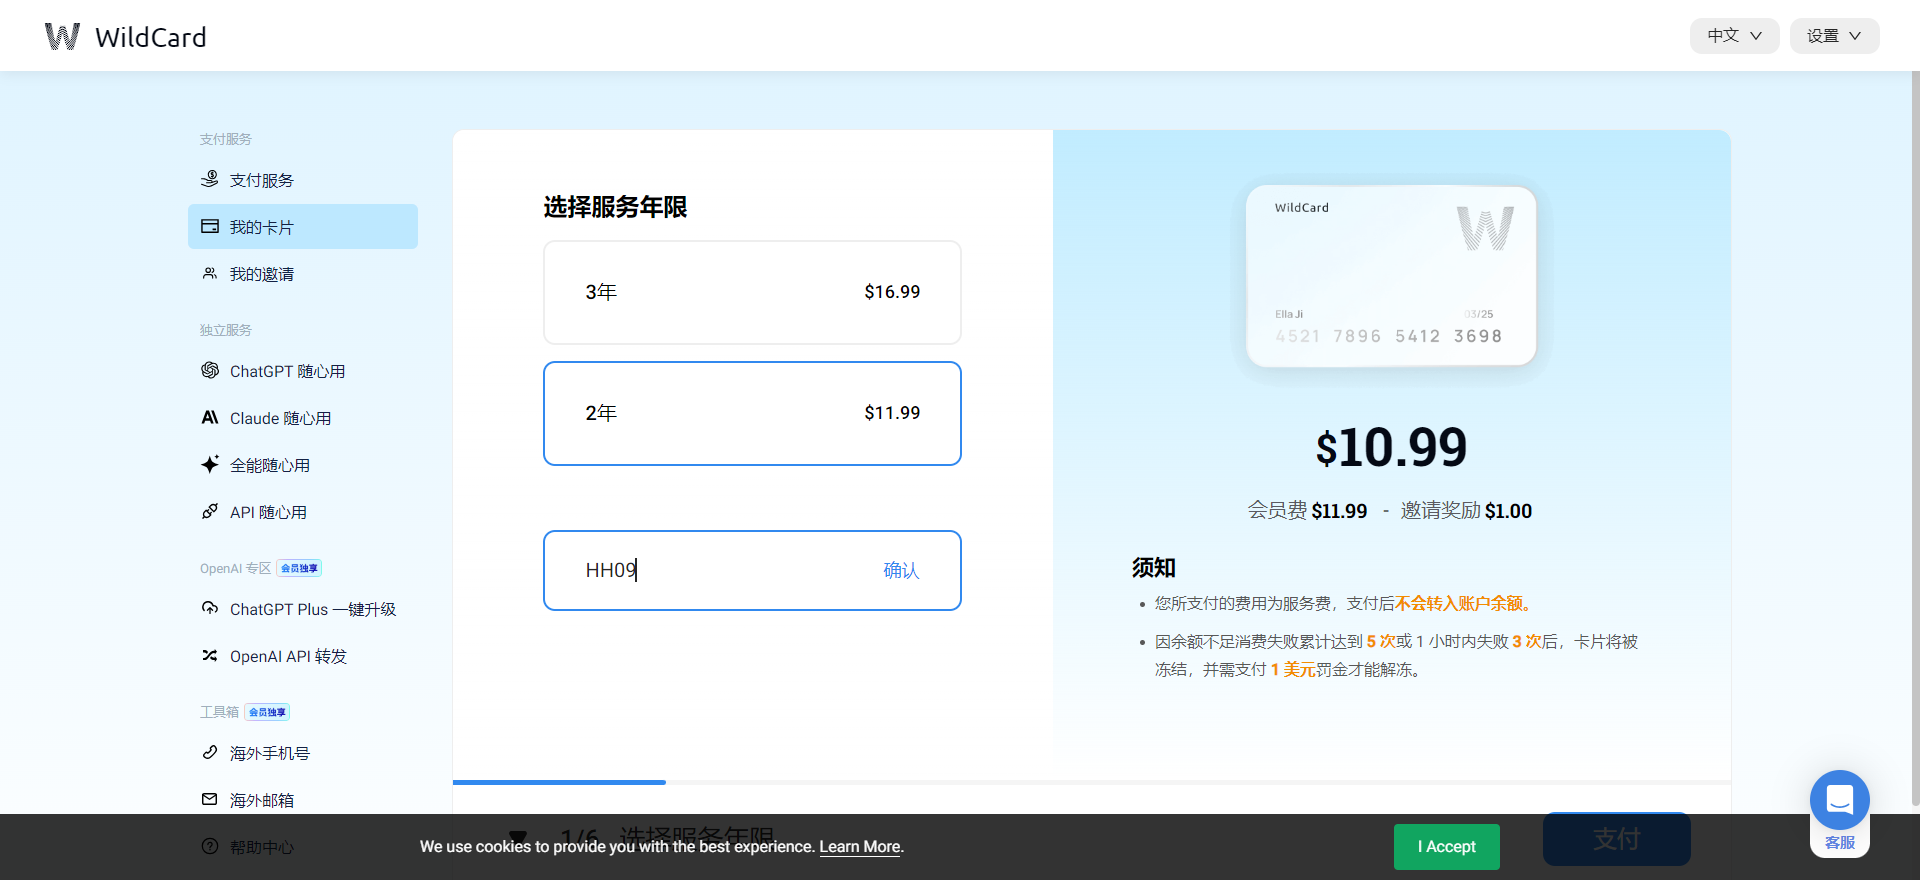 WildCard
中文
设置
支付服务
支付服务
我的卡片
我的邀请
独立服务
ChatGPT 随心用
Claude 随心用
全能随心用
API 随心用
OpenAI 专区 会员独享
ChatGPT Plus 一键升级
OpenAI API 转发
工具箱 会员独享
海外手机号
海外邮箱
帮助中心
选择服务年限
3年 $16.99
2年 $11.99
HH09 确认
WildCard
Ella Ji 03/25
4521 7896 5412 3698
$10.99
会员费 $11.99 - 邀请奖励 $1.00
须知
您所支付的费用为服务费，支付后不会转入账户余额。
因余额不足消费失败累计达到 5 次或 1 小时内失败 3 次后，卡片将被
冻结，并需支付 1 美元罚金才能解冻。
1/6 选择服务年限
支付
We use cookies to provide you with the best experience. Learn More.
I Accept
客服